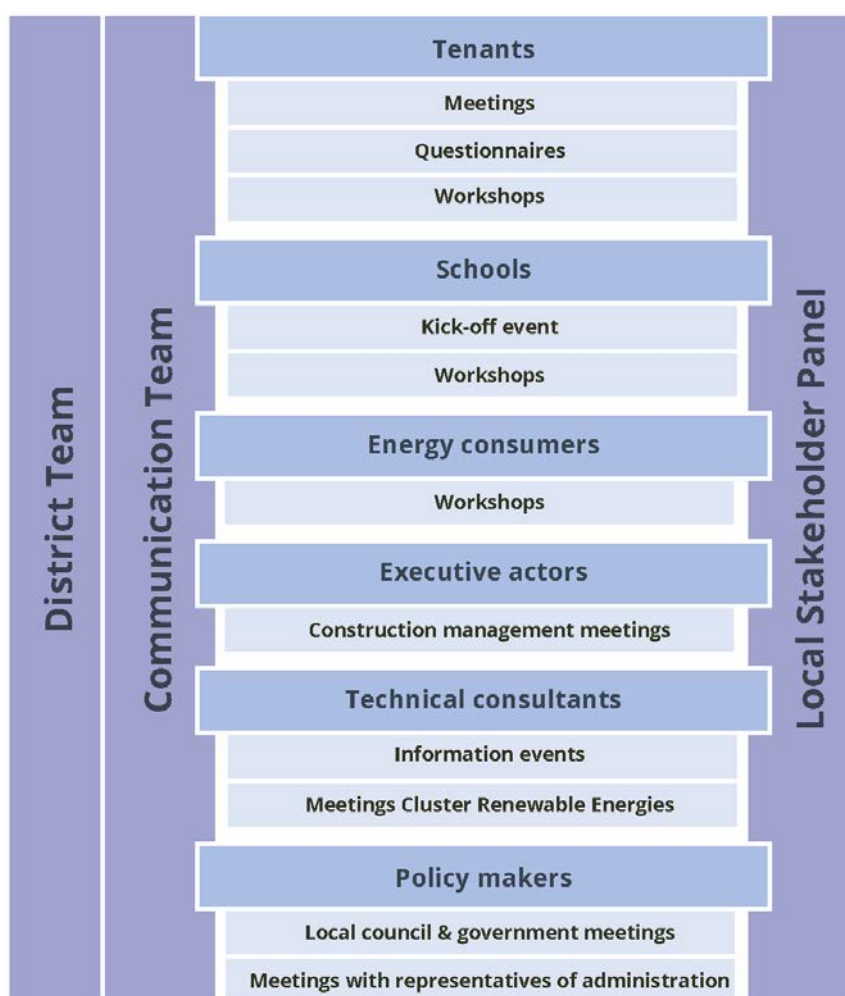 District Team
Communication Team
Tenants
Meetings
Questionnaires
Workshops
Schools
Kick-off event
Workshops
Energy consumers
Workshops
Executive actors
Construction management meetings
Technical consultants
Information events
Meetings Cluster Renewable Energies
Policy makers
Local council & government meetings
Meetings with representatives of administration
Local Stakeholder Panel